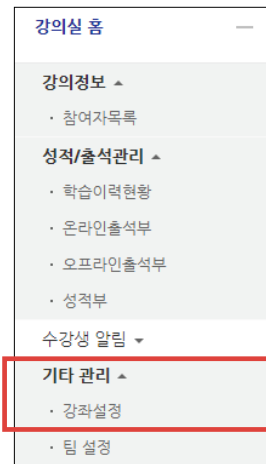 강의실 홈
강의정보
· 참여자목록
성적/출석관리
· 학습이력현황
· 온라인출석부
· 오프라인출석부
· 성적부
수강생 알림
기타 관리
· 강좌설정
· 팀 설정